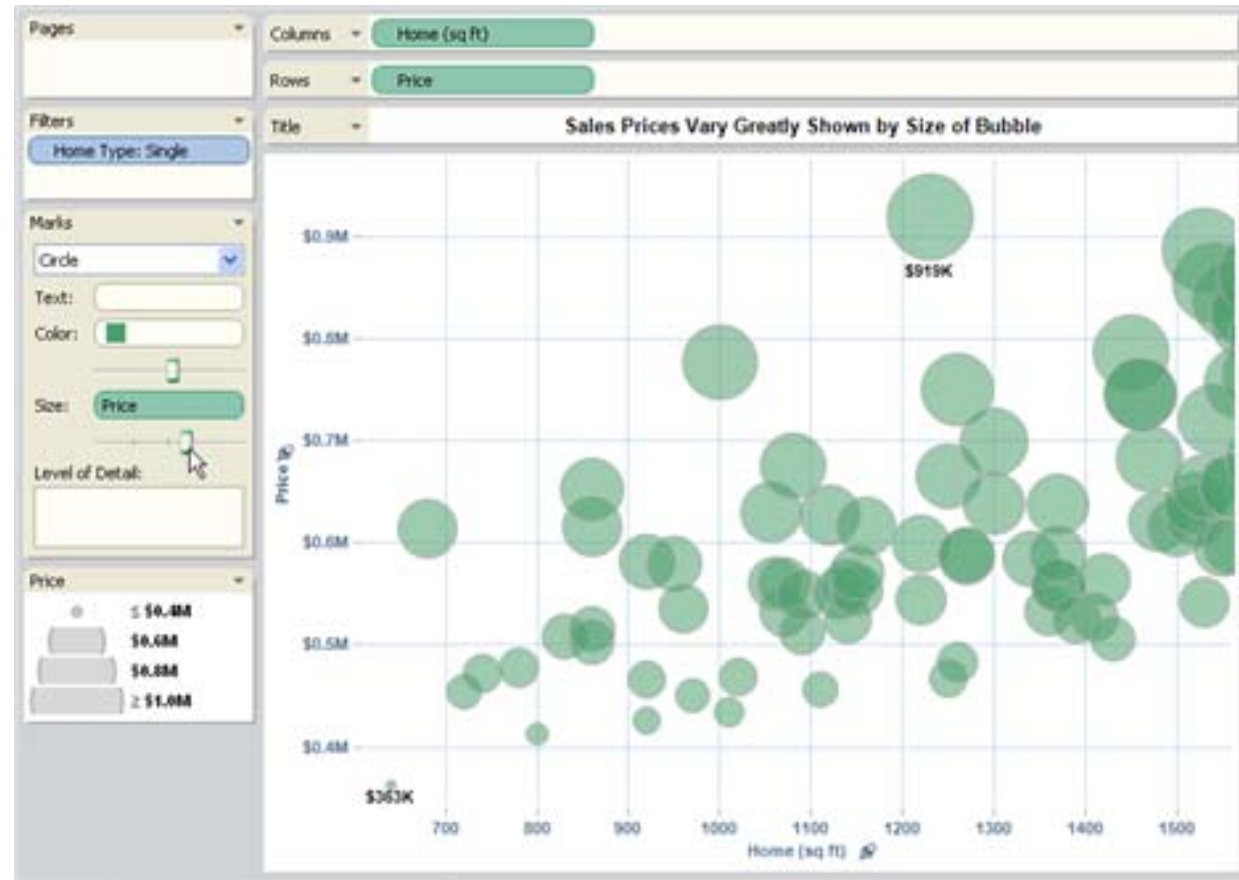 Pages
Columns
Home (sq ft)
Rows
Price
Filters
Home Type: Single
Title
Sales Prices Vary Greatly Shown by Size of Bubble
Marks
Circle
Text:
Color:
Size:
Price
Level of Detail:
Price
≤ $0.4M
$0.6M
$0.8M
≥ $1.0M
Price
$0.9M
$0.8M
$0.7M
$0.6M
$0.5M
$0.4M
$919K
$363K
700
800
900
1000
1100
1200
1300
1400
1500
Home (sq ft)